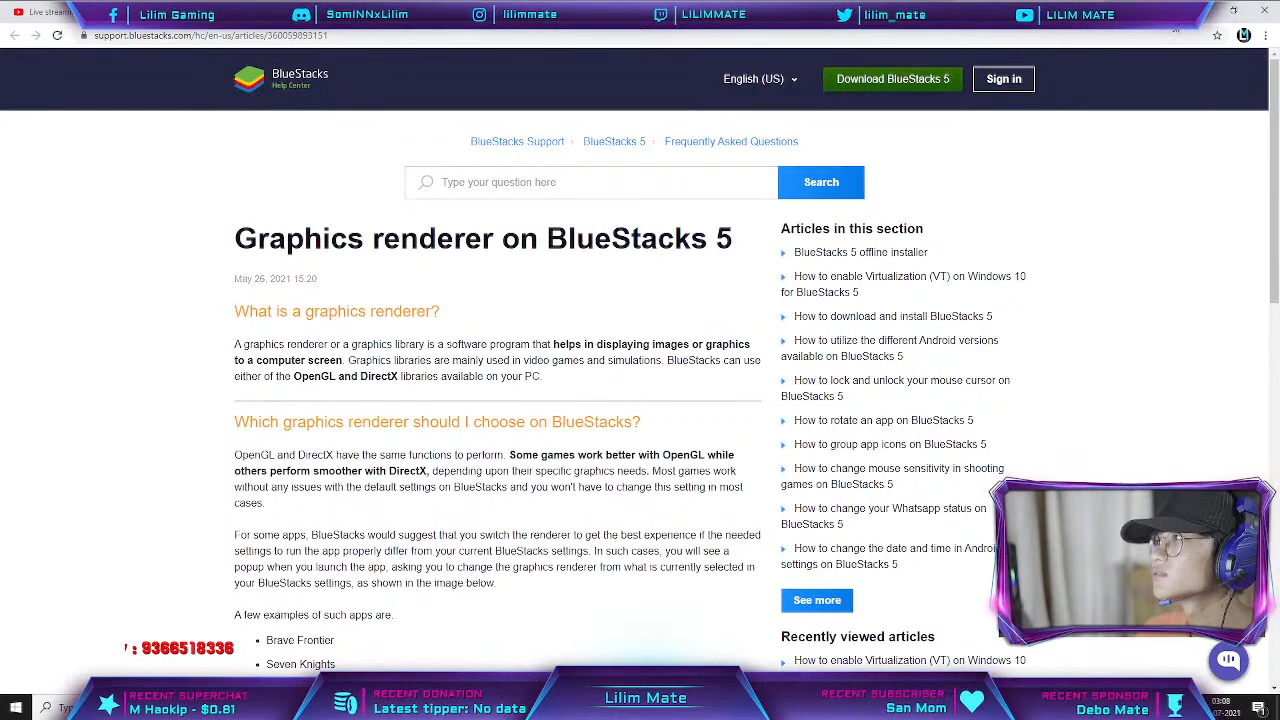 Live stream
Lilim Gaming
SomINNxLilim
lilimmate
LILIMMATE
lilim_mate
LILIM MATE
support.bluestacks.com/hc/en-us/articles/360059893151
BlueStacks
Help Center
English (US)
Download BlueStacks 5
Sign in
BlueStacks Support
BlueStacks 5
Frequently Asked Questions
Type your question here
Search
Graphics renderer on BlueStacks 5
May 26, 2021 15:20
What is a graphics renderer?
A graphics renderer or a graphics library is a software program that helps in displaying images or graphics
to a computer screen. Graphics libraries are mainly used in video games and simulations. BlueStacks can use
either of the OpenGL and DirectX libraries available on your PC.
Which graphics renderer should I choose on BlueStacks?
OpenGL and DirectX have the same functions to perform. Some games work better with OpenGL while
others perform smoother with DirectX, depending upon their specific graphics needs. Most games work
without any issues with the default settings on BlueStacks and you won't have to change this setting in most
cases.
For some apps, BlueStacks would suggest that you switch the renderer to get the best experience if the needed
settings to run the app properly differ from your current BlueStacks settings. In such cases, you will see a
popup when you launch the app, asking you to change the graphics renderer from what is currently selected in
your BlueStacks settings, as shown in the image below.
A few examples of such apps are.
Brave Frontier
Seven Knights
Articles in this section
BlueStacks 5 offline installer
How to enable Virtualization (VT) on Windows 10
for BlueStacks 5
How to download and install BlueStacks 5
How to utilize the different Android versions
available on BlueStacks 5
How to lock and unlock your mouse cursor on
BlueStacks 5
How to rotate an app on BlueStacks 5
How to group app icons on BlueStacks 5
How to change mouse sensitivity in shooting
games on BlueStacks 5
How to change your Whatsapp status on
BlueStacks 5
How to change the date and time in Androi
settings on BlueStacks 5
See more
Recently viewed articles
How to enable Virtualization (VT) on Windows 10
: 9366518336
RECENT SUPERCHAT
M Haokip - $0.81
RECENT DONATION
Latest tipper: No data
Lilim Mate
RECENT SUBSCRIBER
San Mom
RECENT SPONSOR
Debo Mate
Ty
03:08
-07-2021